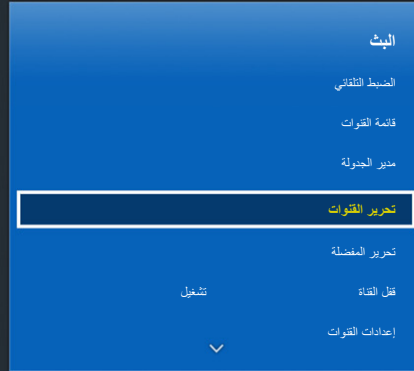 البث
الضبط التلقائي
قائمة القنوات
مدير الجدولة
تحرير القنوات
تحرير المفضلة
قفل القناة تشغيل
إعدادات القنوات